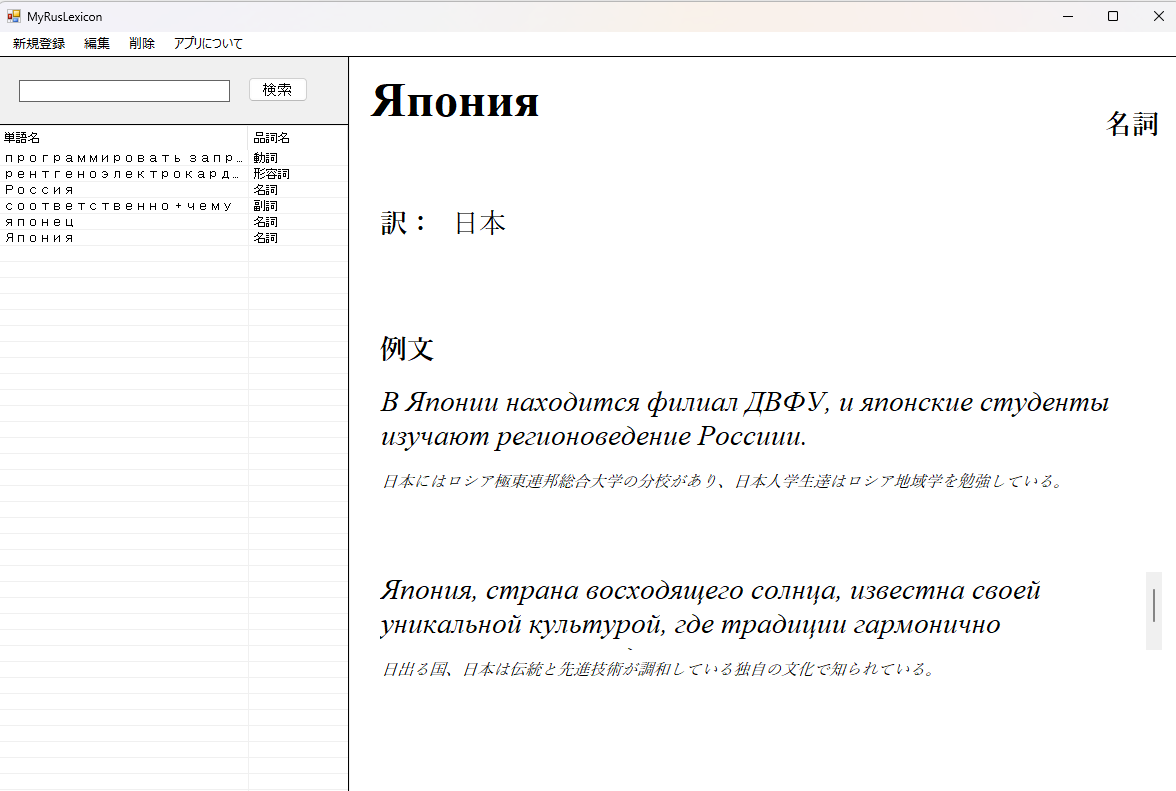 MyRusLexicon
新規登録 編集 削除 アプリについて
検索
単語名 品詞名
программировать запр... 動詞
рентгеноэлектрокард... 形容詞
Россия 名詞
соответственно+чему 副詞
японец 名詞
Япония 名詞
Япония
名詞
訳： 日本
例文
В Японии находится филиал ДВФУ, и японские студенты
изучают регионоведение Россиии.
日本にはロシア極東連邦総合大学の分校があり、日本人学生達はロシア地域学を勉強している。
Япония, страна восходящего солнца, известна своей
уникальной культурой, где традиции гармонично
日出る国、日本は伝統と先進技術が調和している独自の文化で知られている。